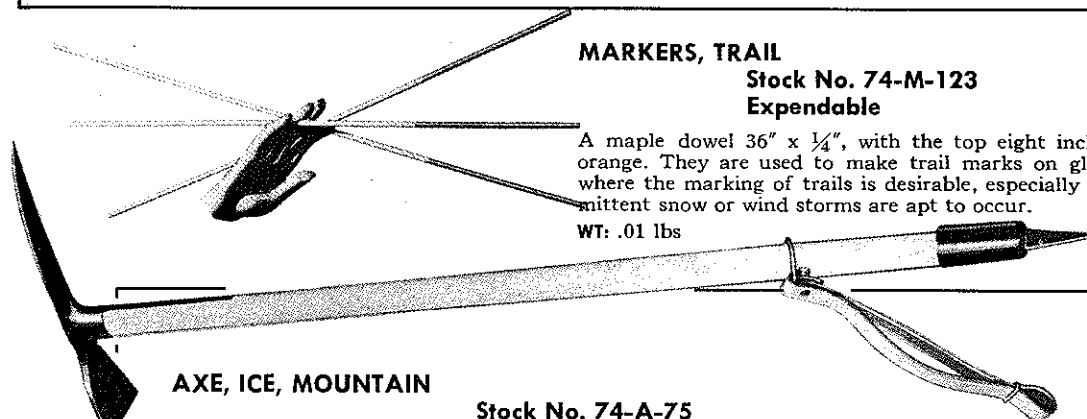 MARKERS, TRAIL
Stock No. 74-M-123
Expendable
A maple dowel 36″ x ¼″, with the top eight
orange. They are used to make trail marks on
where the marking of trails is desirable, especially
mittent snow or wind storms are apt to occur.
WT: .01 lbs
AXE, ICE, MOUNTAIN
Stock No. 74-A-75